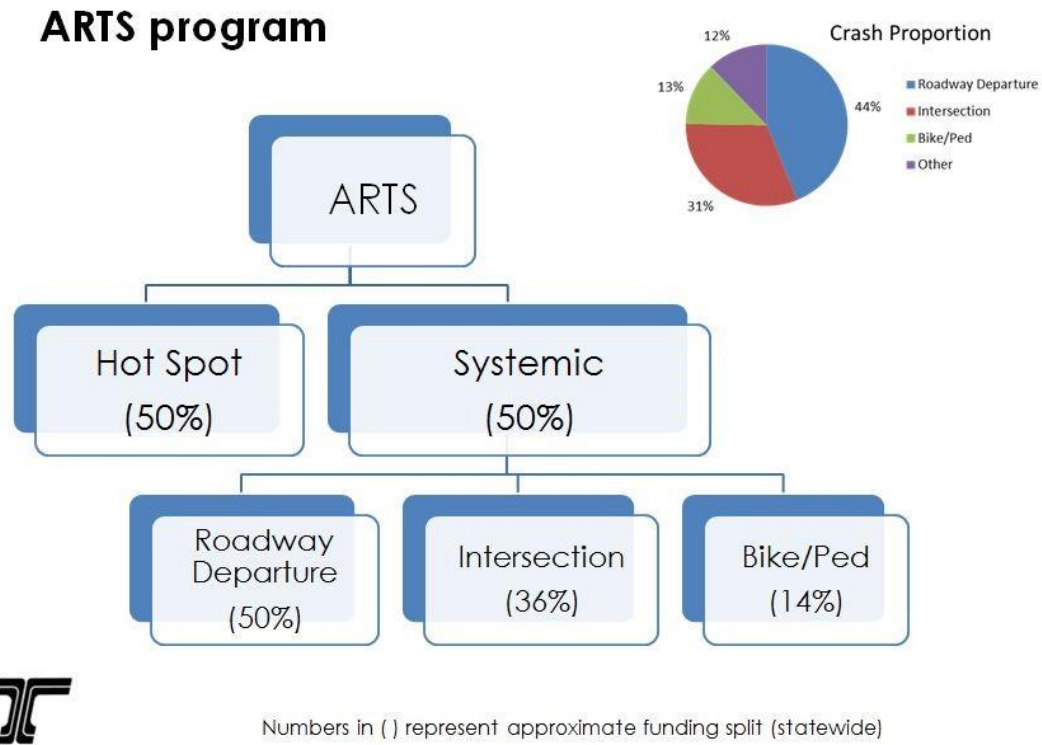 ARTS program
Crash Proportion
12%
13%
44%
31%
Roadway Departure
Intersection
Bike/Ped
Other
ARTS
Hot Spot
(50%)
Systemic
(50%)
Roadway
Departure
(50%)
Intersection
(36%)
Bike/Ped
(14%)
Numbers in ( ) represent approximate funding split (statewide)